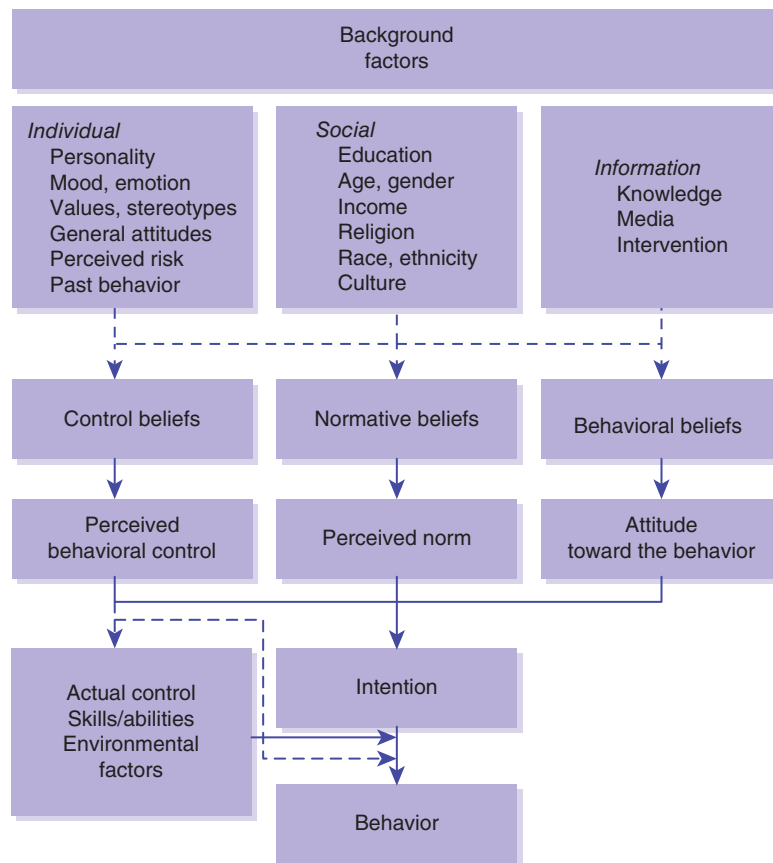 Background
factors
Individual
Personality
Mood, emotion
Values, stereotypes
General attitudes
Perceived risk
Past behavior
Social
Education
Age, gender
Income
Religion
Race, ethnicity
Culture
Information
Knowledge
Media
Intervention
Control beliefs
Normative beliefs
Behavioral beliefs
Perceived
behavioral control
Perceived norm
Attitude
toward the behavior
Actual control
Skills/abilities
Environmental
factors
Intention
Behavior